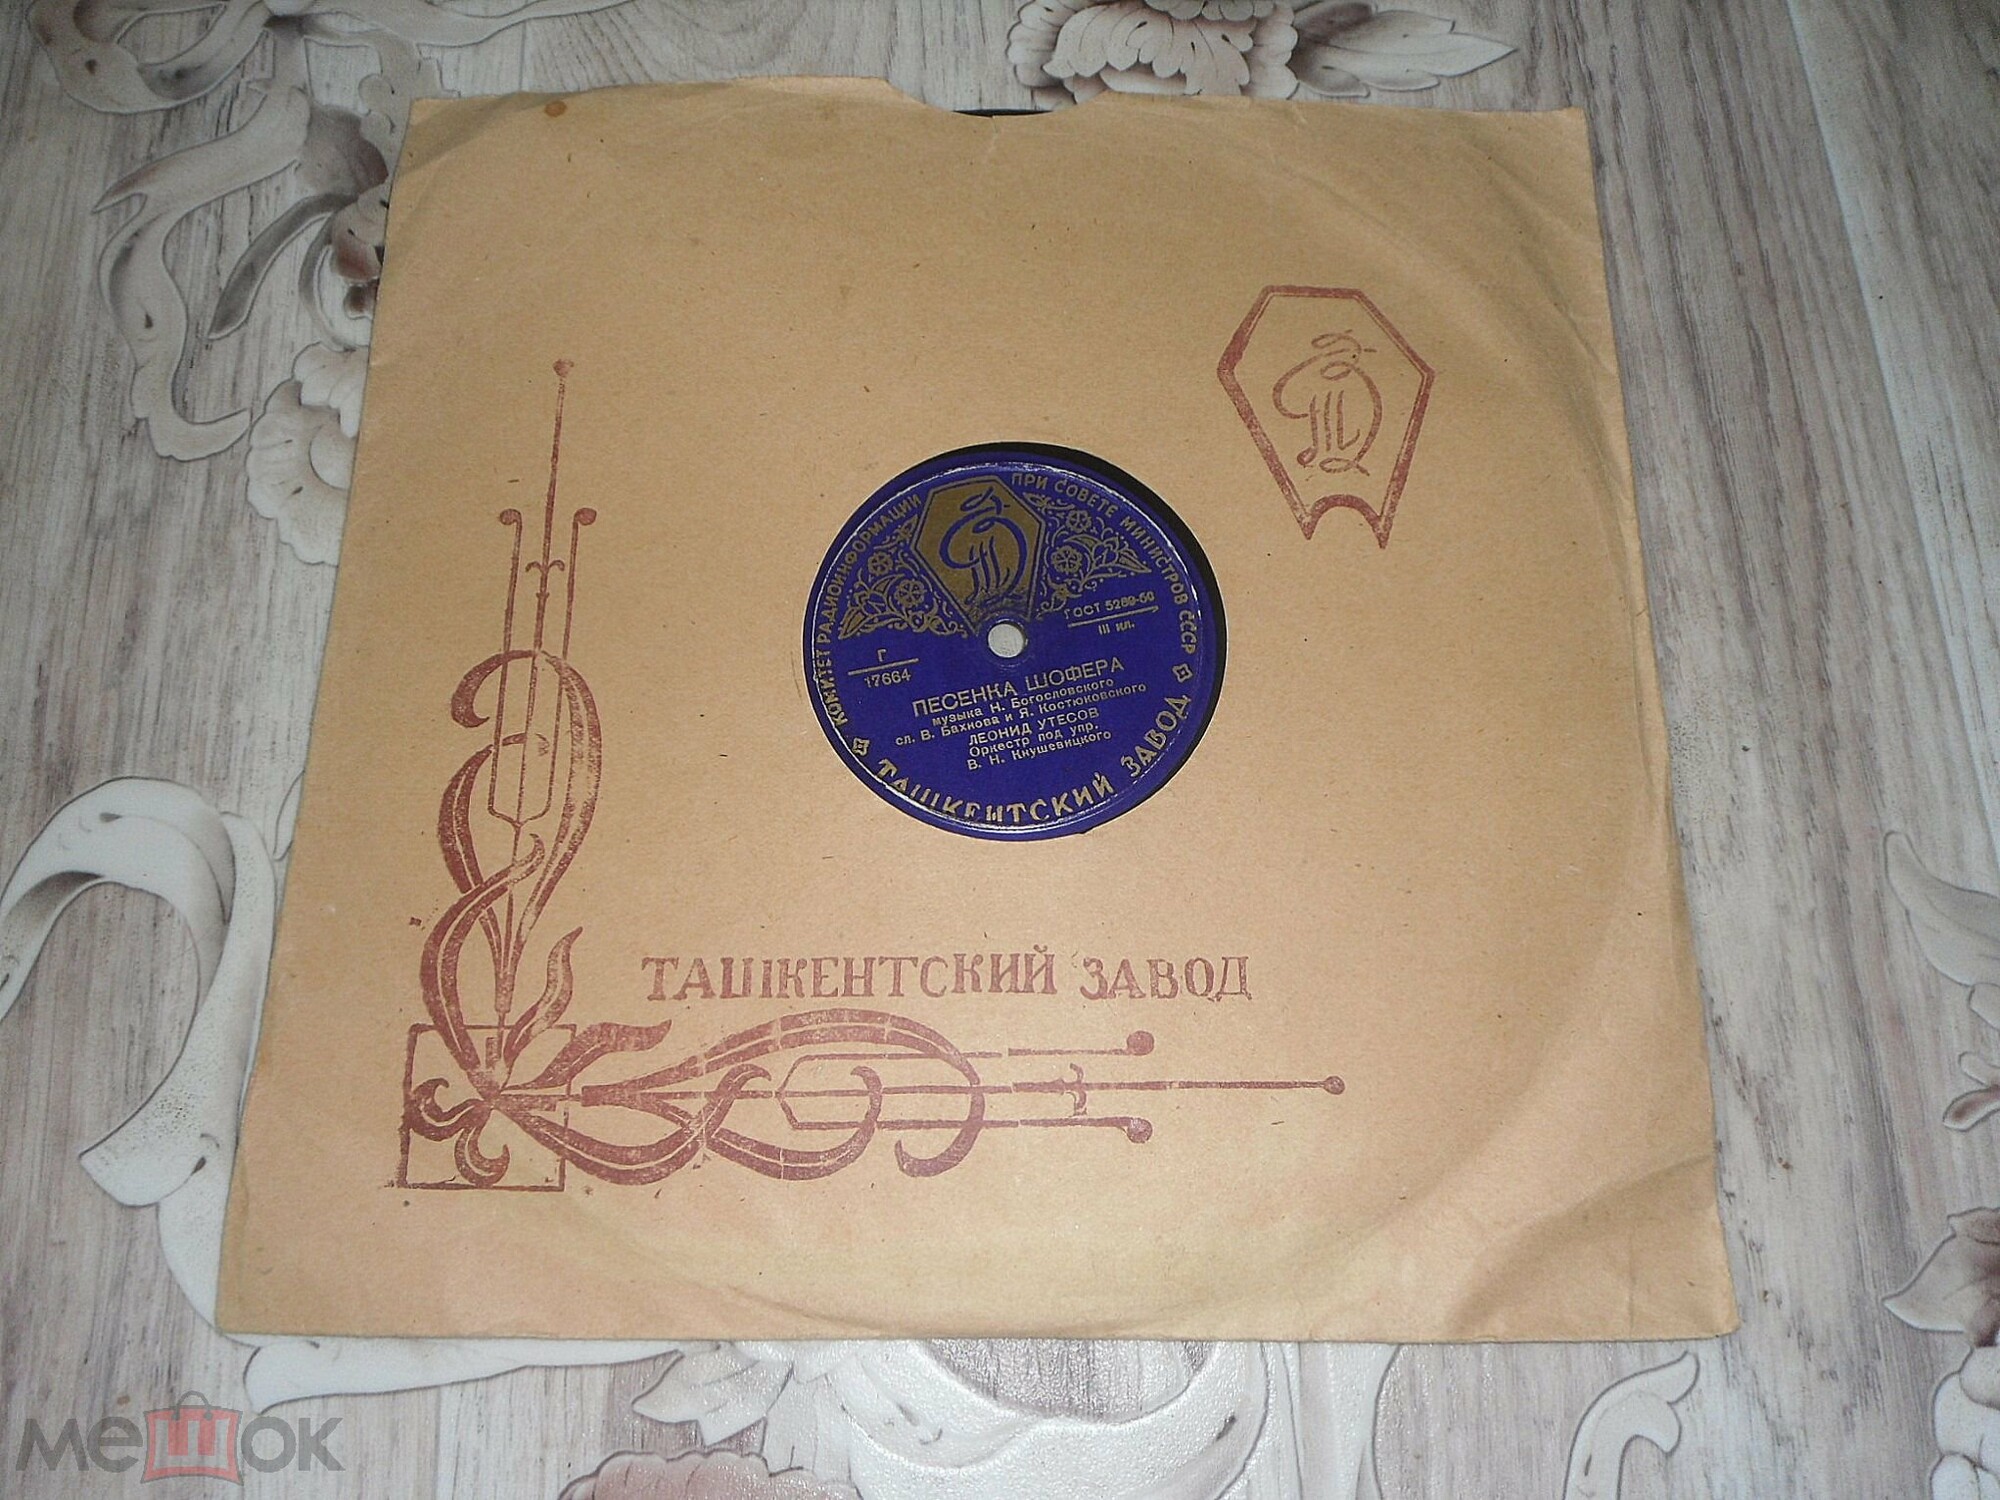 КОМИТЕТ РАДИОИНФОРМАЦИИ ПРИ СОВЕТЕ МИНИСТРОВ СССР
ГОСТ 5289-50
III кл.
Г
17664
ПЕСЕНКА ШОФЕРА
музыка Н. Богословского
сл. В. Бахнова и Я. Костюковского
ЛЕОНИД УТЕСОВ
Оркестр под упр.
В. Н. Кнушевицкого
ТАШКЕНТСКИЙ ЗАВОД
ТАШКЕНТСКИЙ ЗАВОД
мешок